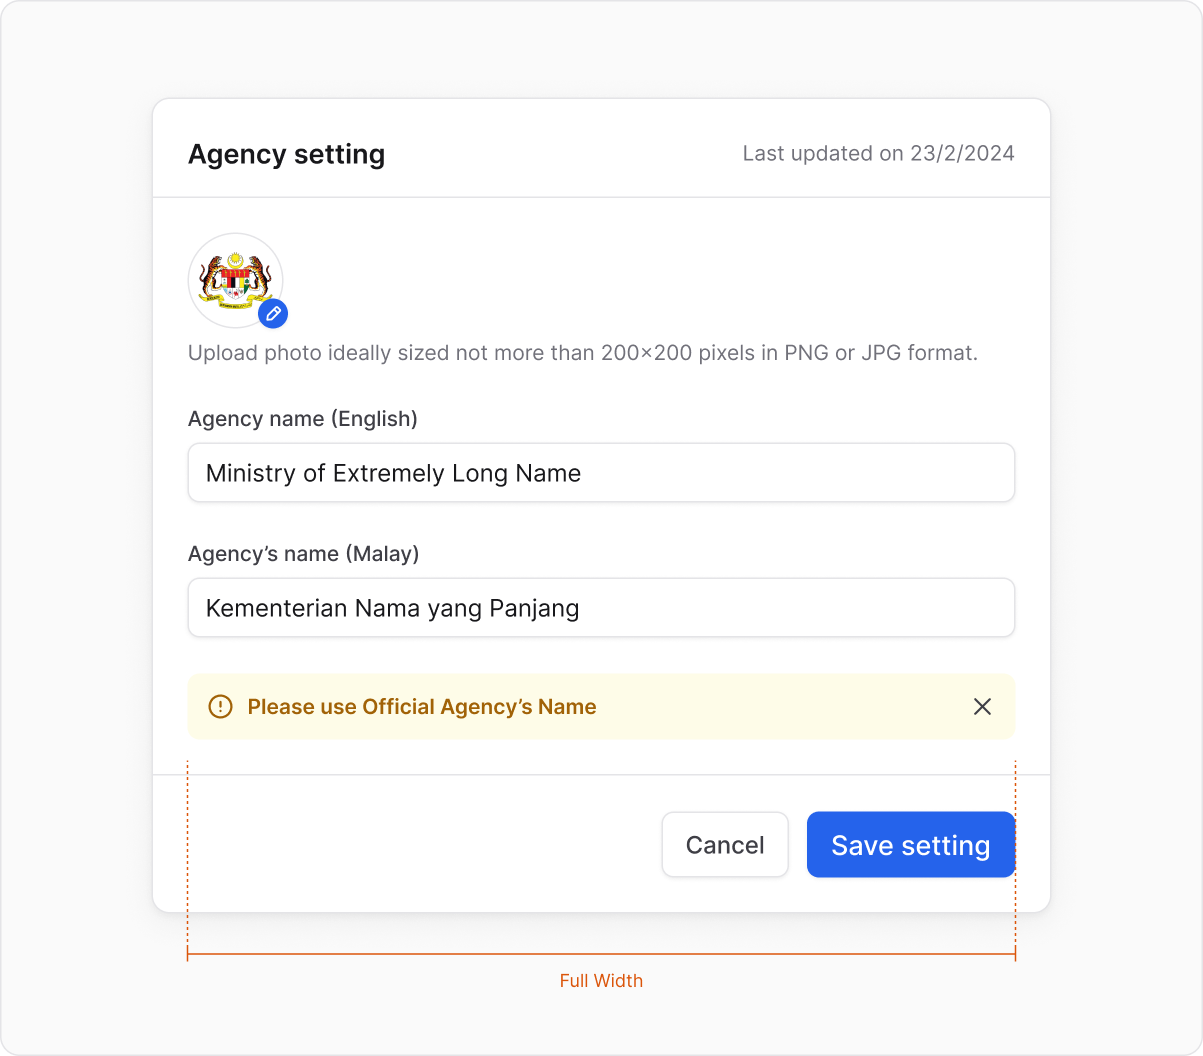 Agency setting
Last updated on 23/2/2024
Upload photo ideally sized not more than 200×200 pixels in PNG or JPG format.
Agency name (English)
Ministry of Extremely Long Name
Agency’s name (Malay)
Kementerian Nama yang Panjang
Please use Official Agency’s Name
Cancel
Save setting
Full Width